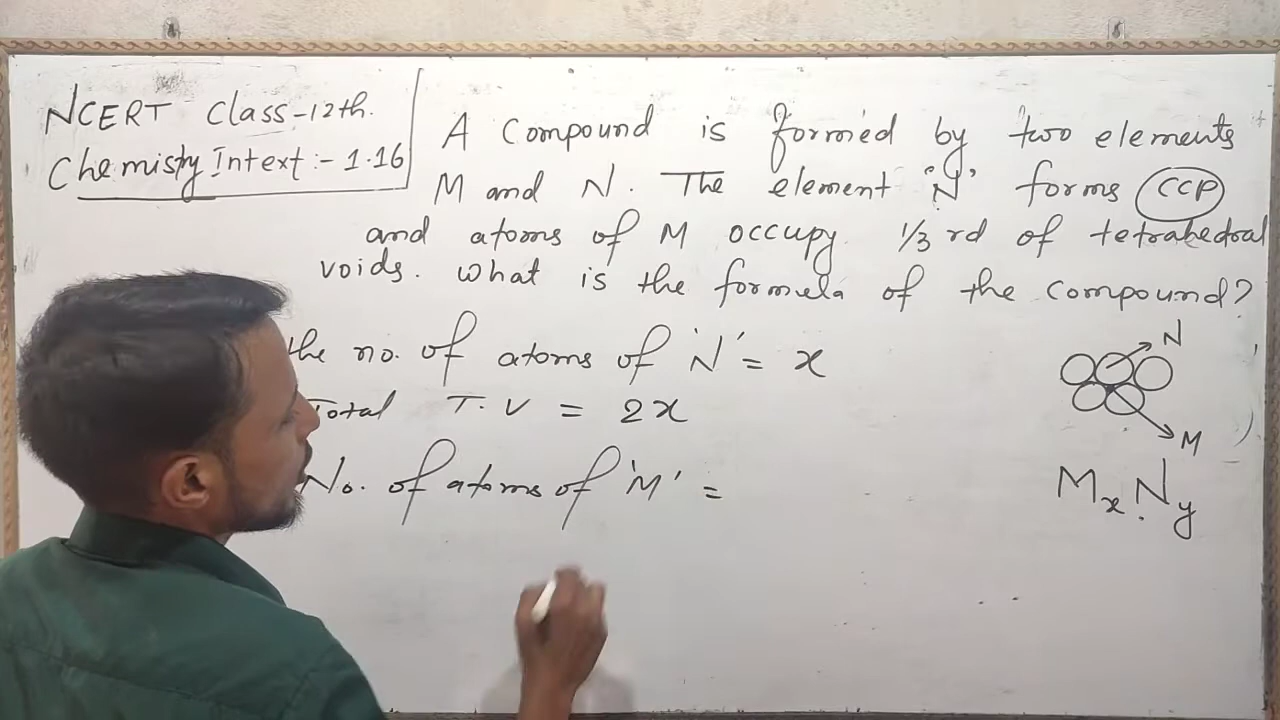 NCERT Class-12th.
Chemisty Intext :- 1.16
A Compound is formed by two elements
M and N. The element 'N' forms CCP
and atoms of M occupy 1/3 rd of tetrahedral
voids. What is the formula of the compound?
the no. of atoms of 'N' = x
Total T.V = 2x
No. of atoms of 'M' =
N
M
MxNy